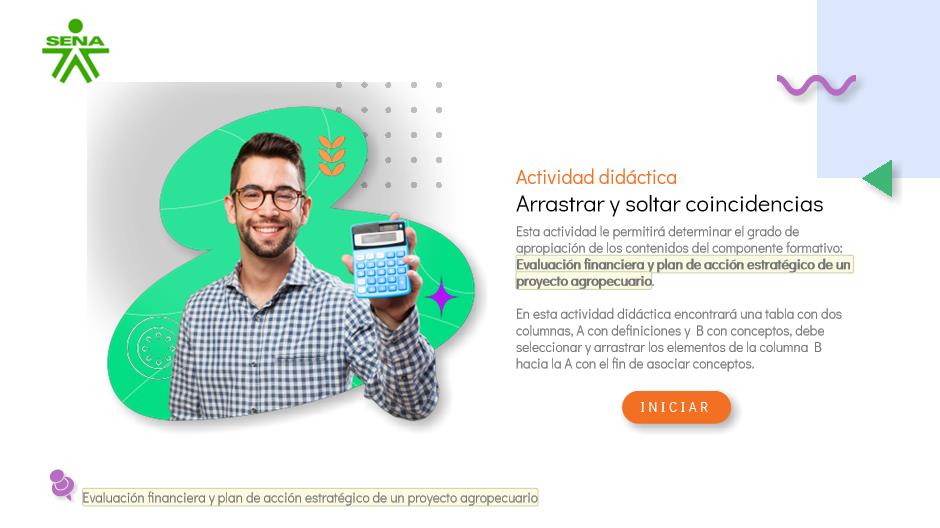 SENA
Actividad didáctica
Arrastrar y soltar coincidencias
Esta actividad le permitirá determinar el grado de
apropiación de los contenidos del componente formativo:
Evaluación financiera y plan de acción estratégico de un
proyecto agropecuario.
En esta actividad didáctica encontrará una tabla con dos
columnas, A con definiciones y B con conceptos, debe
seleccionar y arrastrar los elementos de la columna B
hacia la A con el fin de asociar conceptos.
INICIAR
Evaluación financiera y plan de acción estratégico de un proyecto agropecuario